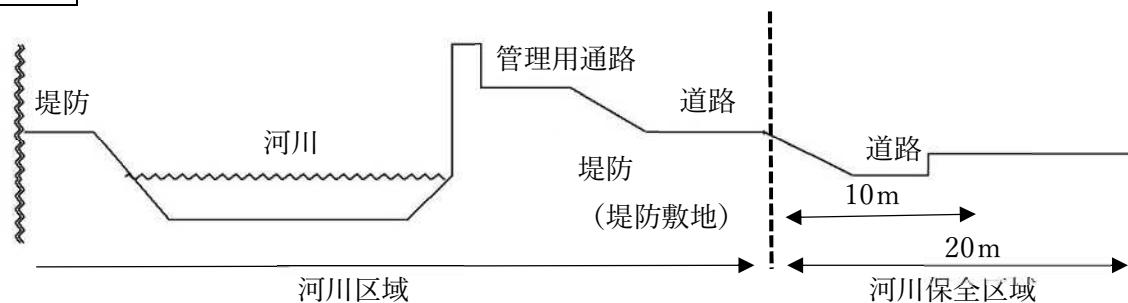 管理用通路
堤防
道路
河川
道路
堤防
(堤防敷地)
10m
20m
河川区域
河川保全区域